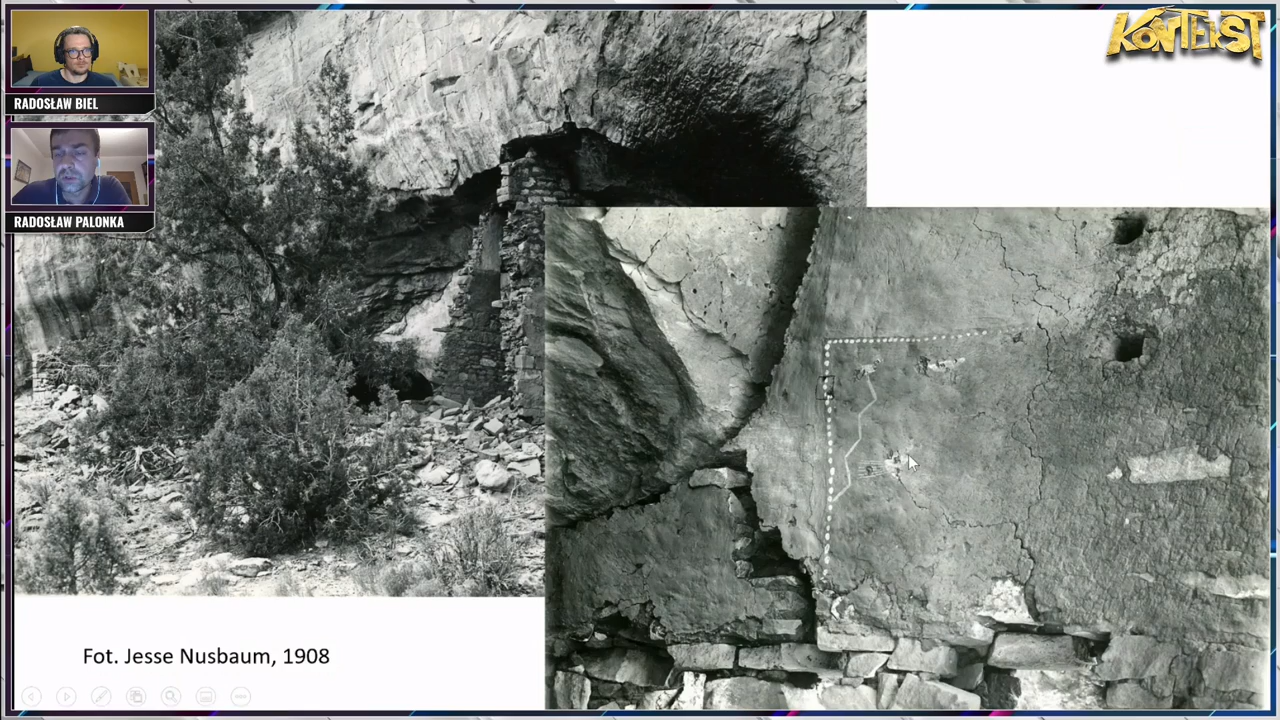 KONTEKST
RADOSŁAW BIEL
RADOSŁAW PALONKA
Fot. Jesse Nusbaum, 1908